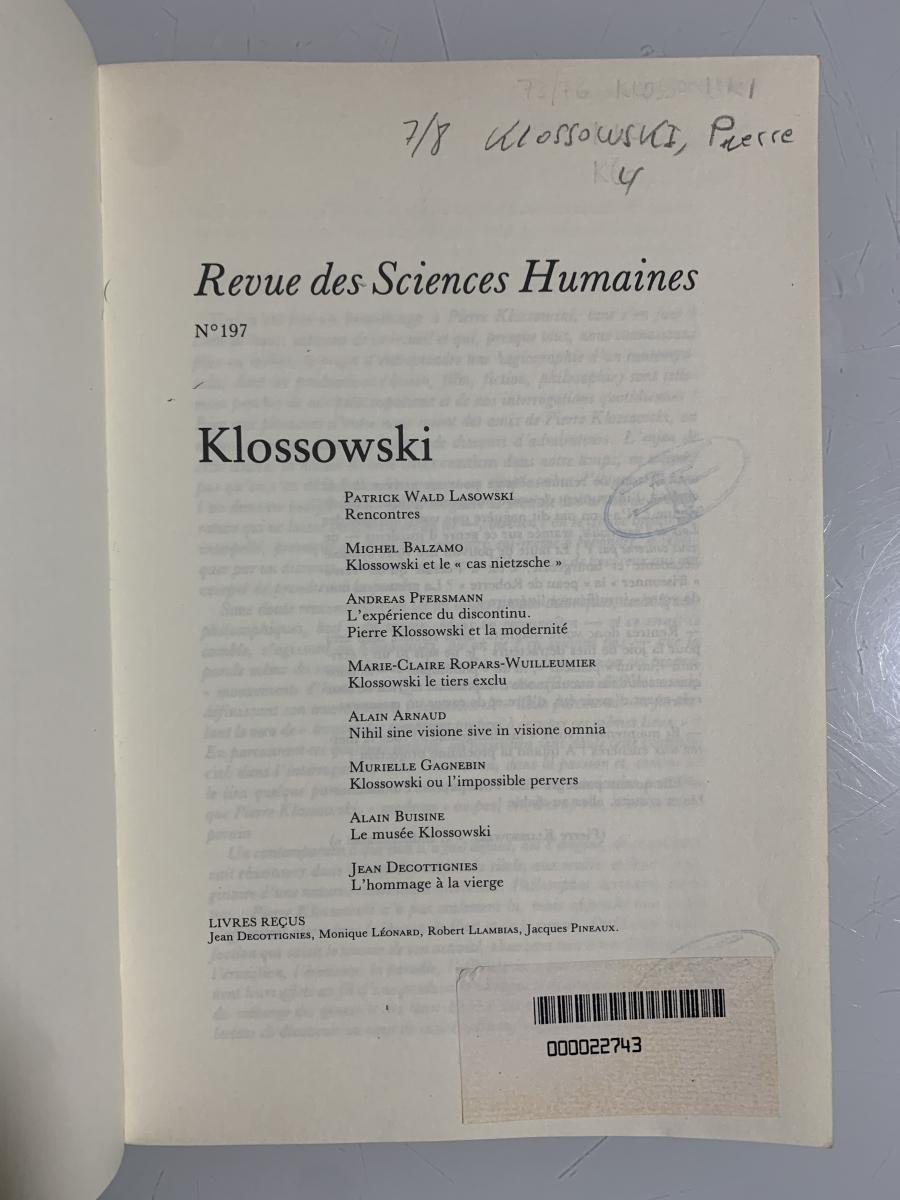 7/8 KLOSSOWSKI, Pierre
4
Revue des Sciences Humaines
N°197
Klossowski
PATRICK WALD LASOWSKI
Rencontres
MICHEL BALZAMO
Klossowski et le « cas nietzsche »
ANDREAS PFERSMANN
L'expérience du discontinu.
Pierre Klossowski et la modernité
MARIE-CLAIRE ROPARS-WUILLEUMIER
Klossowski le tiers exclu
ALAIN ARNAUD
Nihil sine visione sive in visione omnia
MURIELLE GAGNEBIN
Klossowski ou l'impossible pervers
ALAIN BUISINE
Le musée Klossowski
JEAN DECOTTIGNIES
L'hommage à la vierge
LIVRES REÇUS
Jean DECOTTIGNIES, Monique LÉONARD, Robert LLAMBIAS, Jacques PINEAUX.
000022743